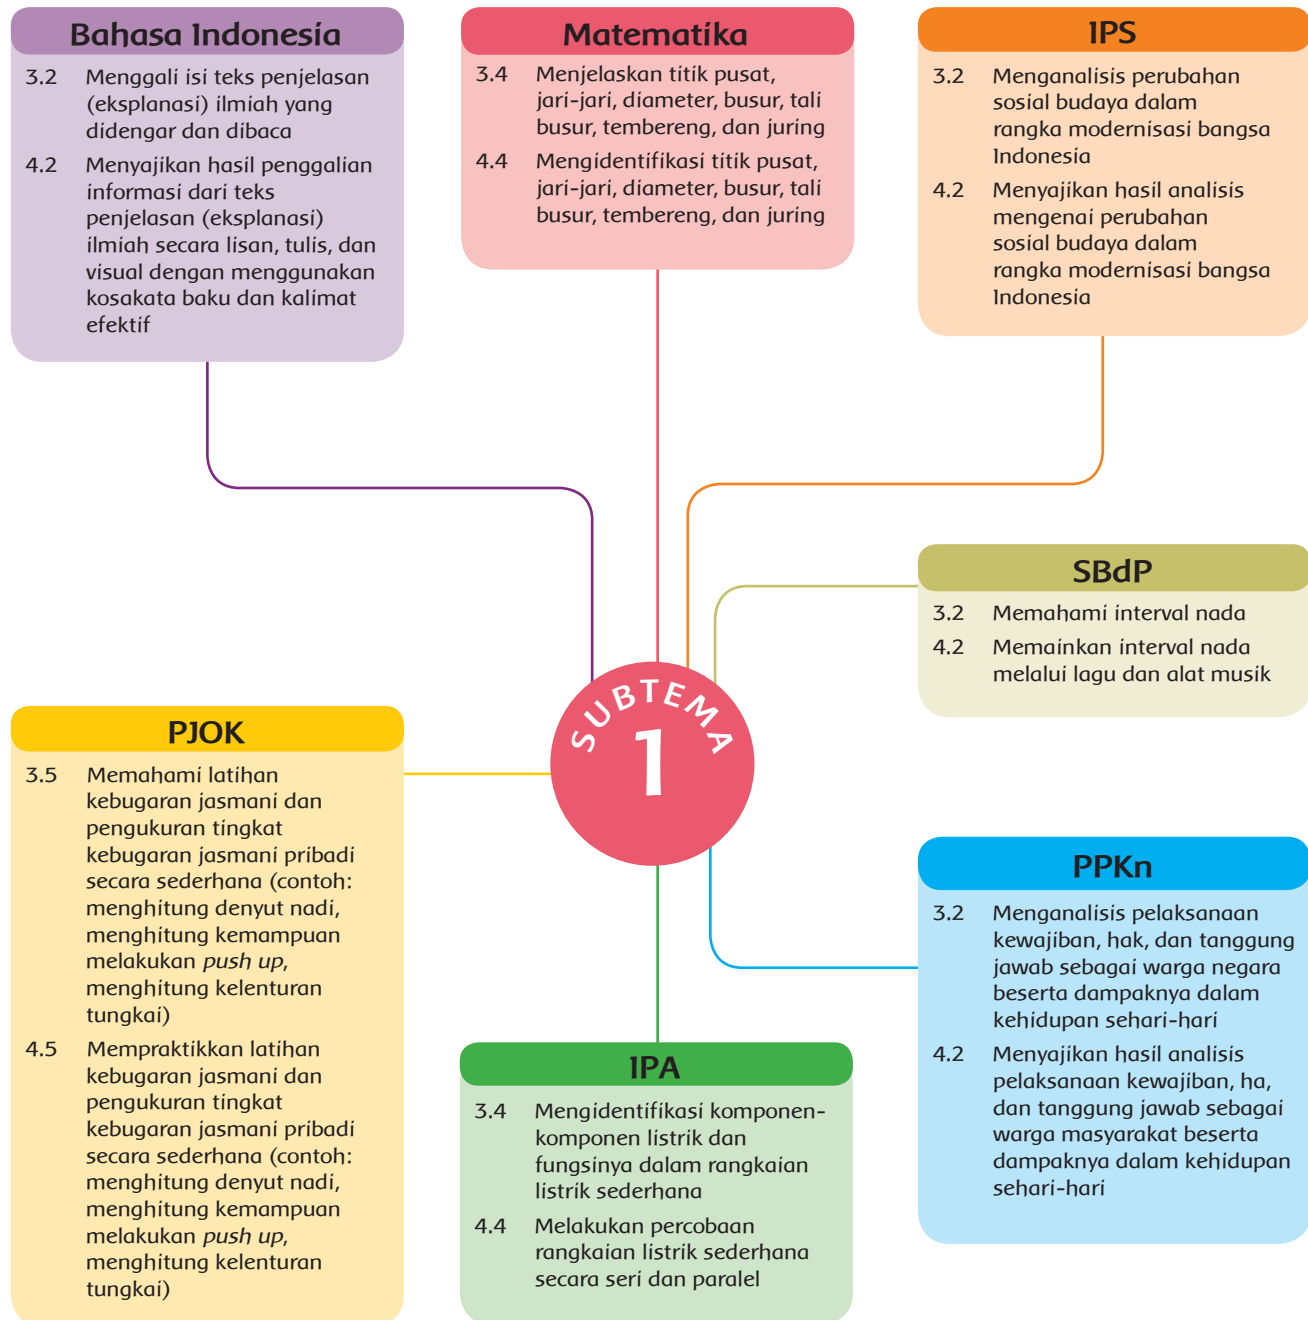 Bahasa Indonesia
3.2 Menggali isi teks penjelasan
(eksplanasi) ilmiah yang
didengar dan dibaca
4.2 Menyajikan hasil penggalian
informasi dari teks
penjelasan (eksplanasi)
ilmiah secara lisan, tulis, dan
visual dengan menggunakan
kosakata baku dan kalimat
efektif
Matematika
3.4 Menjelaskan titik pusat,
jari-jari, diameter, busur, tali
busur, tembereng, dan juring
4.4 Mengidentifikasi titik pusat,
jari-jari, diameter, busur, tali
busur, tembereng, dan juring
IPS
3.2 Menganalisis perubahan
sosial budaya dalam
rangka modernisasi bangsa
Indonesia
4.2 Menyajikan hasil analisis
mengenai perubahan
sosial budaya dalam
rangka modernisasi bangsa
Indonesia
SBdP
3.2 Memahami interval nada
4.2 Memainkan interval nada
melalui lagu dan alat musik
SUBTEMA
1
PJOK
3.5 Memahami latihan
kebugaran jasmani dan
pengukuran tingkat
kebugaran jasmani pribadi
secara sederhana (contoh:
menghitung denyut nadi,
menghitung kemampuan
melakukan push up,
menghitung kelenturan
tungkai)
4.5 Mempraktikkan latihan
kebugaran jasmani dan
pengukuran tingkat
kebugaran jasmani pribadi
secara sederhana (contoh:
menghitung denyut nadi,
menghitung kemampuan
melakukan push up,
menghitung kelenturan
tungkai)
IPA
3.4 Mengidentifikasi komponen-
komponen listrik dan
fungsinya dalam rangkaian
listrik sederhana
4.4 Melakukan percobaan
rangkaian listrik sederhana
secara seri dan paralel
PPKn
3.2 Menganalisis pelaksanaan
kewajiban, hak, dan tanggung
jawab sebagai warga negara
beserta dampaknya dalam
kehidupan sehari-hari
4.2 Menyajikan hasil analisis
pelaksanaan kewajiban, ha,
dan tanggung jawab sebagai
warga masyarakat beserta
dampaknya dalam kehidupan
sehari-hari